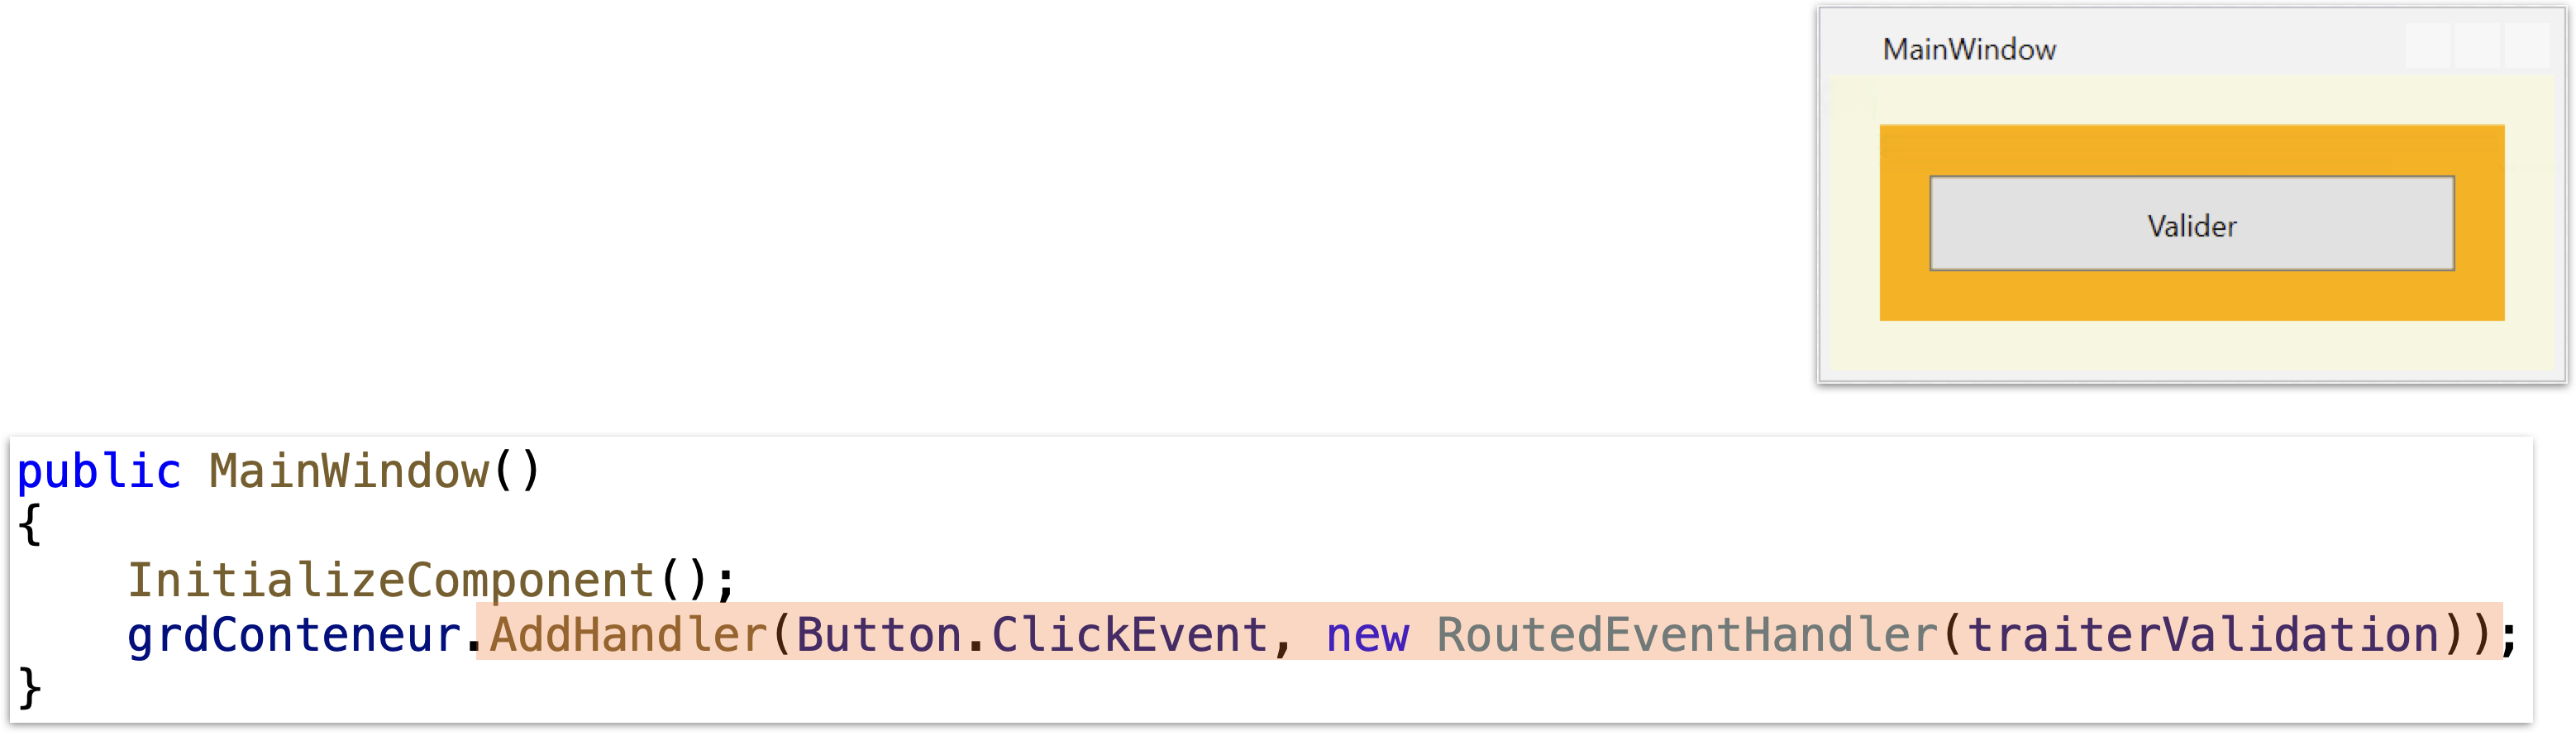 MainWindow
Valider
public MainWindow()
{
    InitializeComponent();
    grdConteneur.AddHandler(Button.ClickEvent, new RoutedEventHandler(traiterValidation));
}